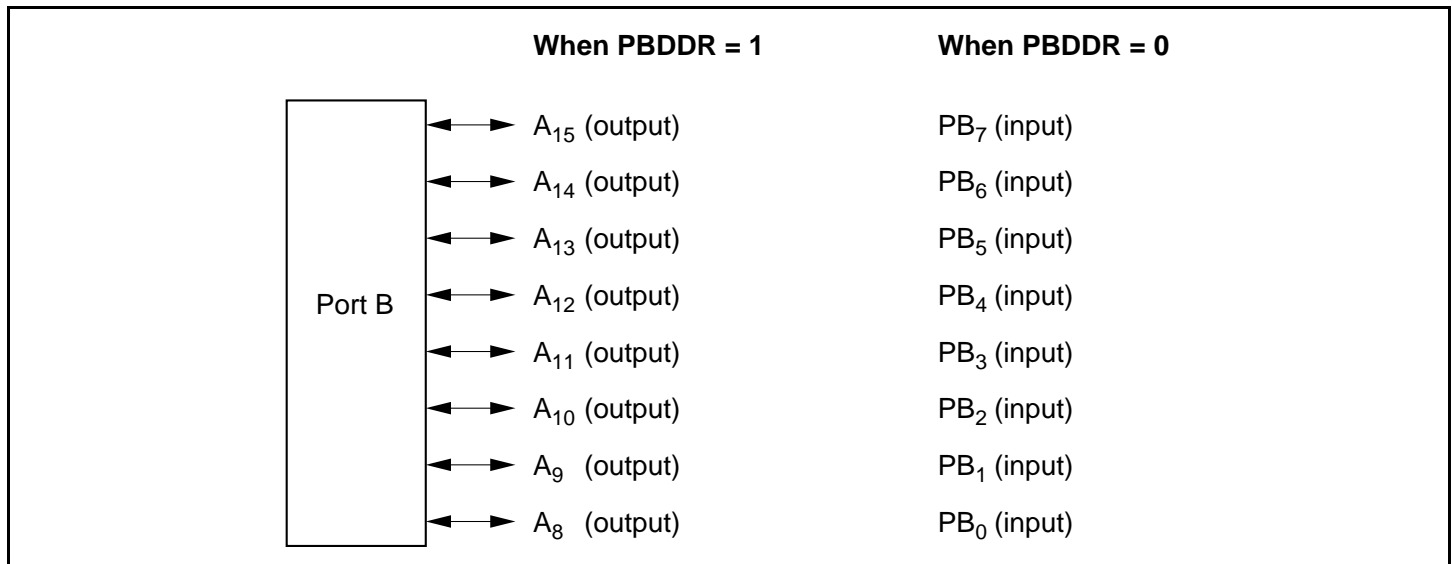 When PBDDR = 1 When PBDDR = 0
A15 (output) PB7 (input)
A14 (output) PB6 (input)
A13 (output) PB5 (input)
Port B A12 (output) PB4 (input)
A11 (output) PB3 (input)
A10 (output) PB2 (input)
A9 (output) PB1 (input)
A8 (output) PB0 (input)